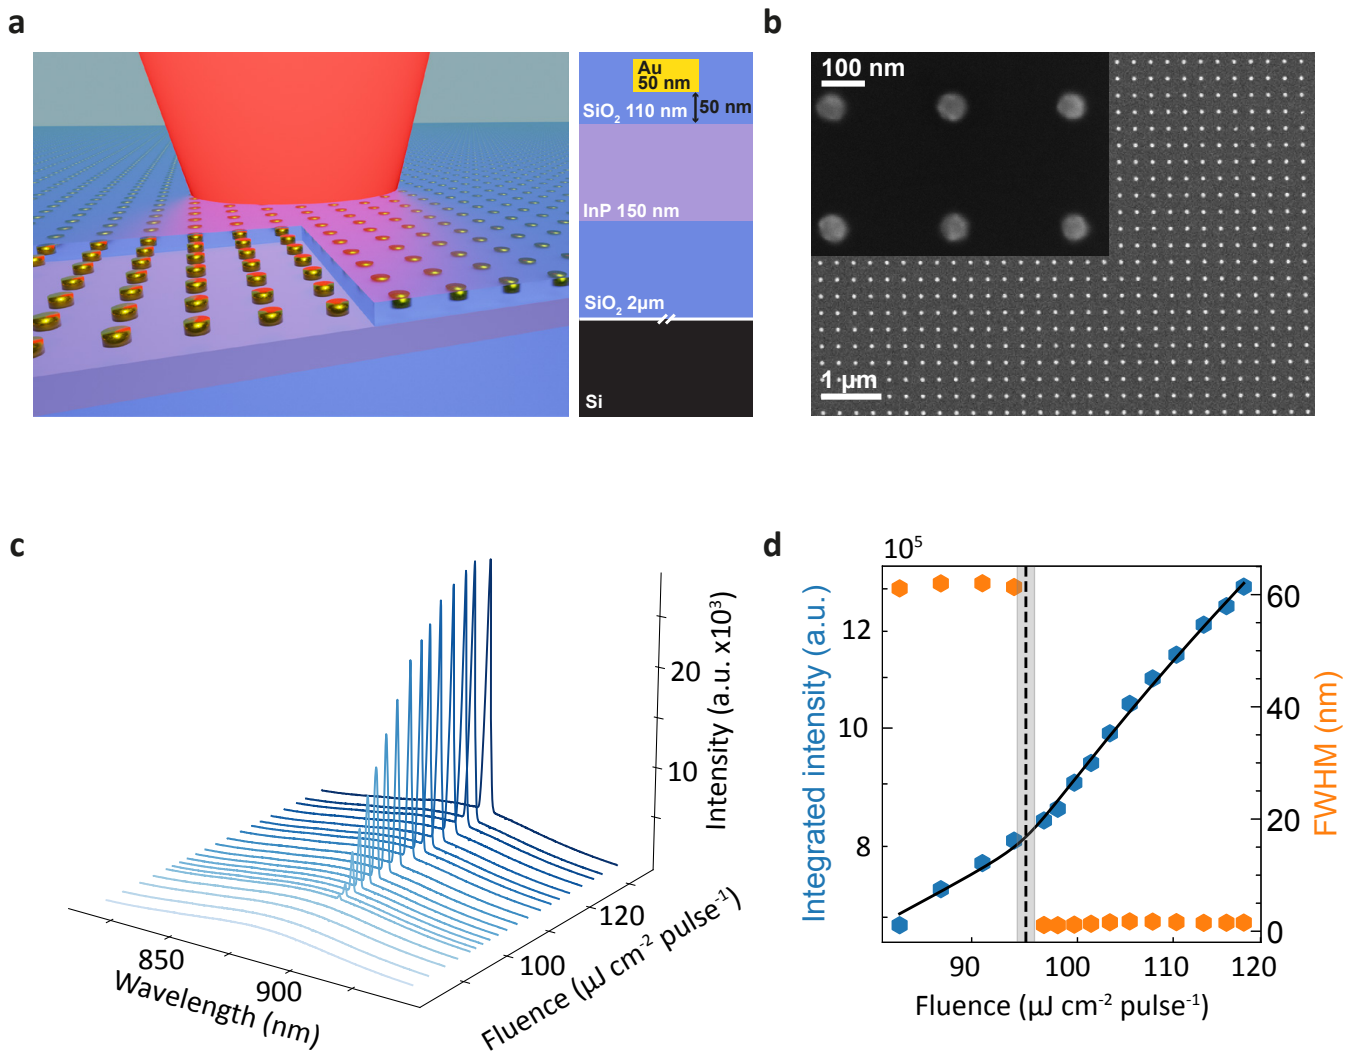 a
Au
50 nm
SiO₂ 110 nm
50 nm
InP 150 nm
SiO₂ 2µm
Si
b
100 nm
1 µm
c
Intensity (a.u. x10³)
20
10
120
100
Fluence (µJ cm⁻² pulse⁻¹)
850
900
Wavelength (nm)
d
10⁵
Integrated intensity (a.u.)
12
10
8
60
40
20
0
FWHM (nm)
90
100
110
120
Fluence (µJ cm⁻² pulse⁻¹)